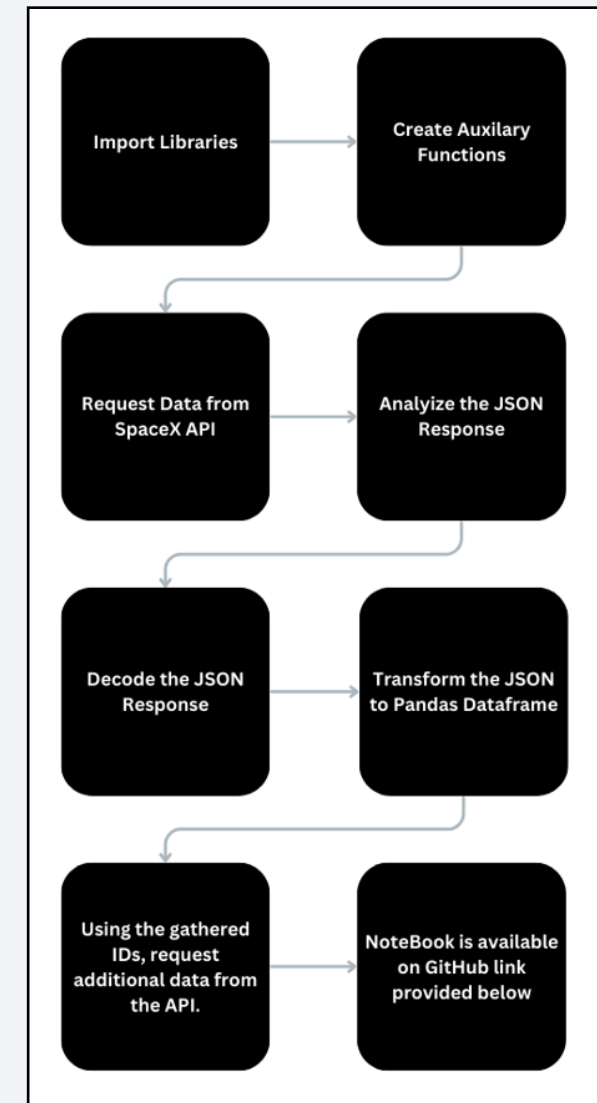 Import Libraries
Create Auxilary
Functions
Request Data from
SpaceX API
Analyize the JSON
Response
Decode the JSON
Response
Transform the JSON
to Pandas Dataframe
Using the gathered
IDs, request
additional data from
the API.
NoteBook is available
on GitHub link
provided below